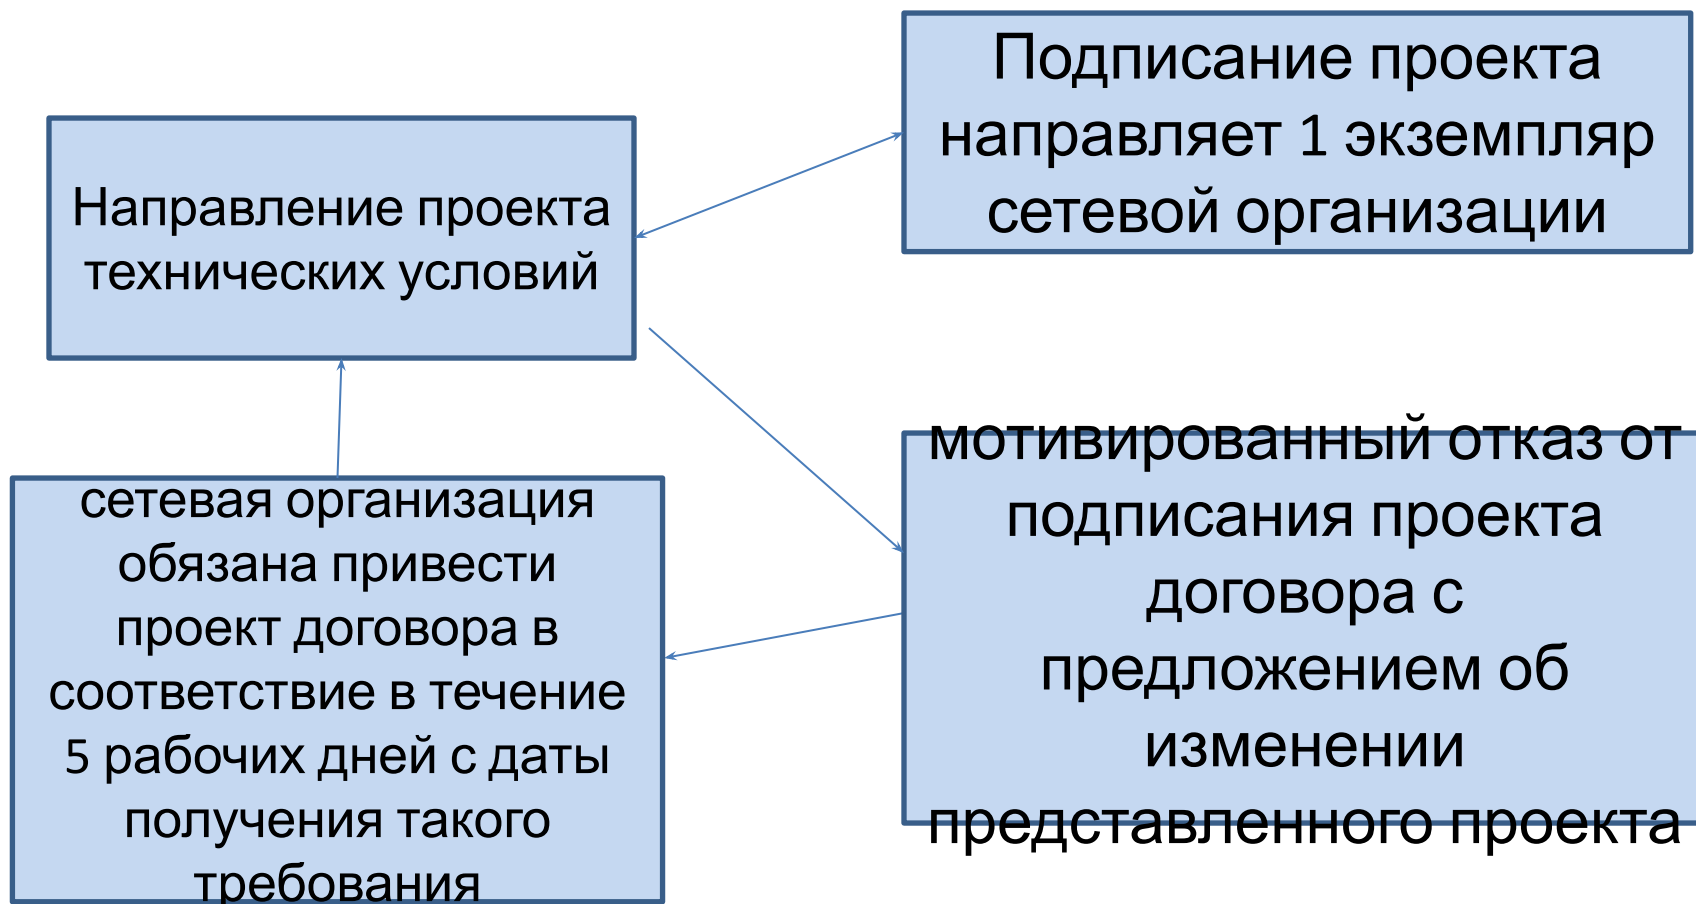 Направление проекта
технических условий
Подписание проекта
направляет 1 экземпляр
сетевой организации
мотивированный отказ от
подписания проекта
договора с
предложением об
изменении
представленного проекта
сетевая организация
обязана привести
проект договора в
соответствие в течение
5 рабочих дней с даты
получения такого
требования